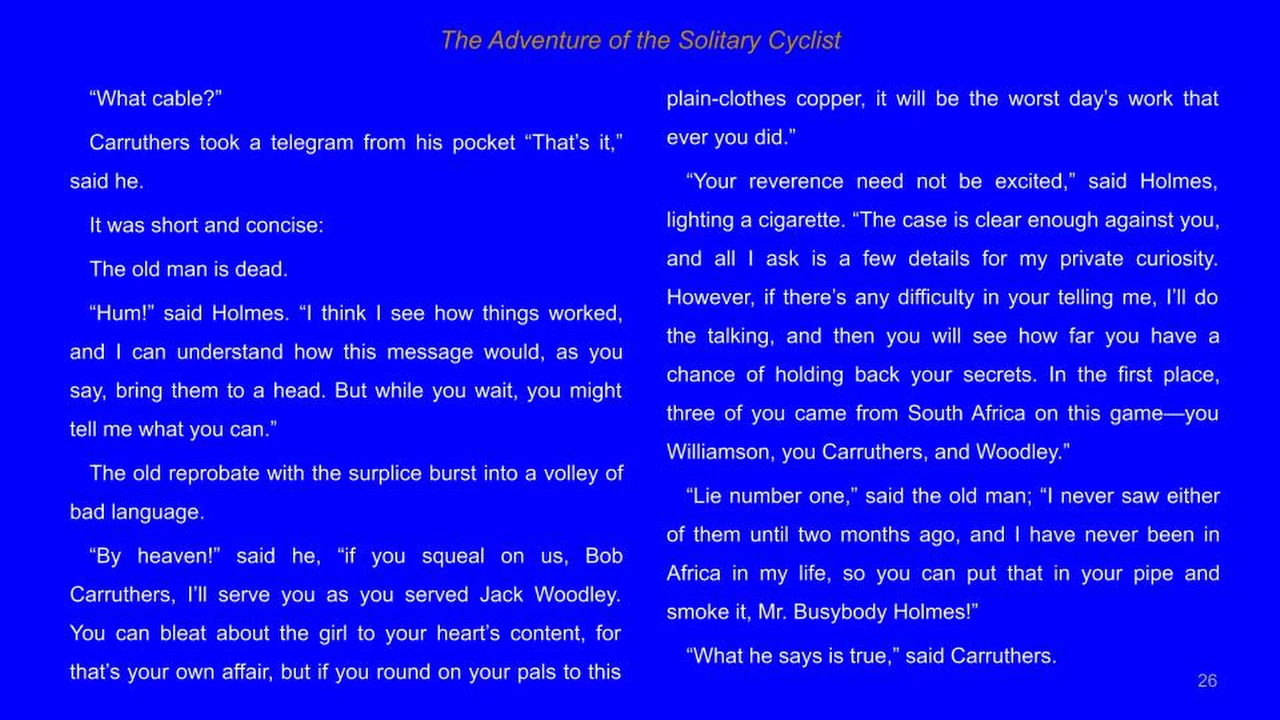 The Adventure of the Solitary Cyclist
“What cable?”
Carruthers took a telegram from his pocket “That’s it,”
said he.
It was short and concise:
The old man is dead.
“Hum!” said Holmes. “I think I see how things worked,
and I can understand how this message would, as you
say, bring them to a head. But while you wait, you might
tell me what you can.”
The old reprobate with the surplice burst into a volley of
bad language.
“By heaven!” said he, “if you squeal on us, Bob
Carruthers, I’ll serve you as you served Jack Woodley.
You can bleat about the girl to your heart’s content, for
that’s your own affair, but if you round on your pals to this
plain-clothes copper, it will be the worst day’s work that
ever you did.”
“Your reverence need not be excited,” said Holmes,
lighting a cigarette. “The case is clear enough against you,
and all I ask is a few details for my private curiosity.
However, if there’s any difficulty in your telling me, I’ll do
the talking, and then you will see how far you have a
chance of holding back your secrets. In the first place,
three of you came from South Africa on this game—you
Williamson, you Carruthers, and Woodley.”
“Lie number one,” said the old man; “I never saw either
of them until two months ago, and I have never been in
Africa in my life, so you can put that in your pipe and
smoke it, Mr. Busybody Holmes!”
“What he says is true,” said Carruthers.
26